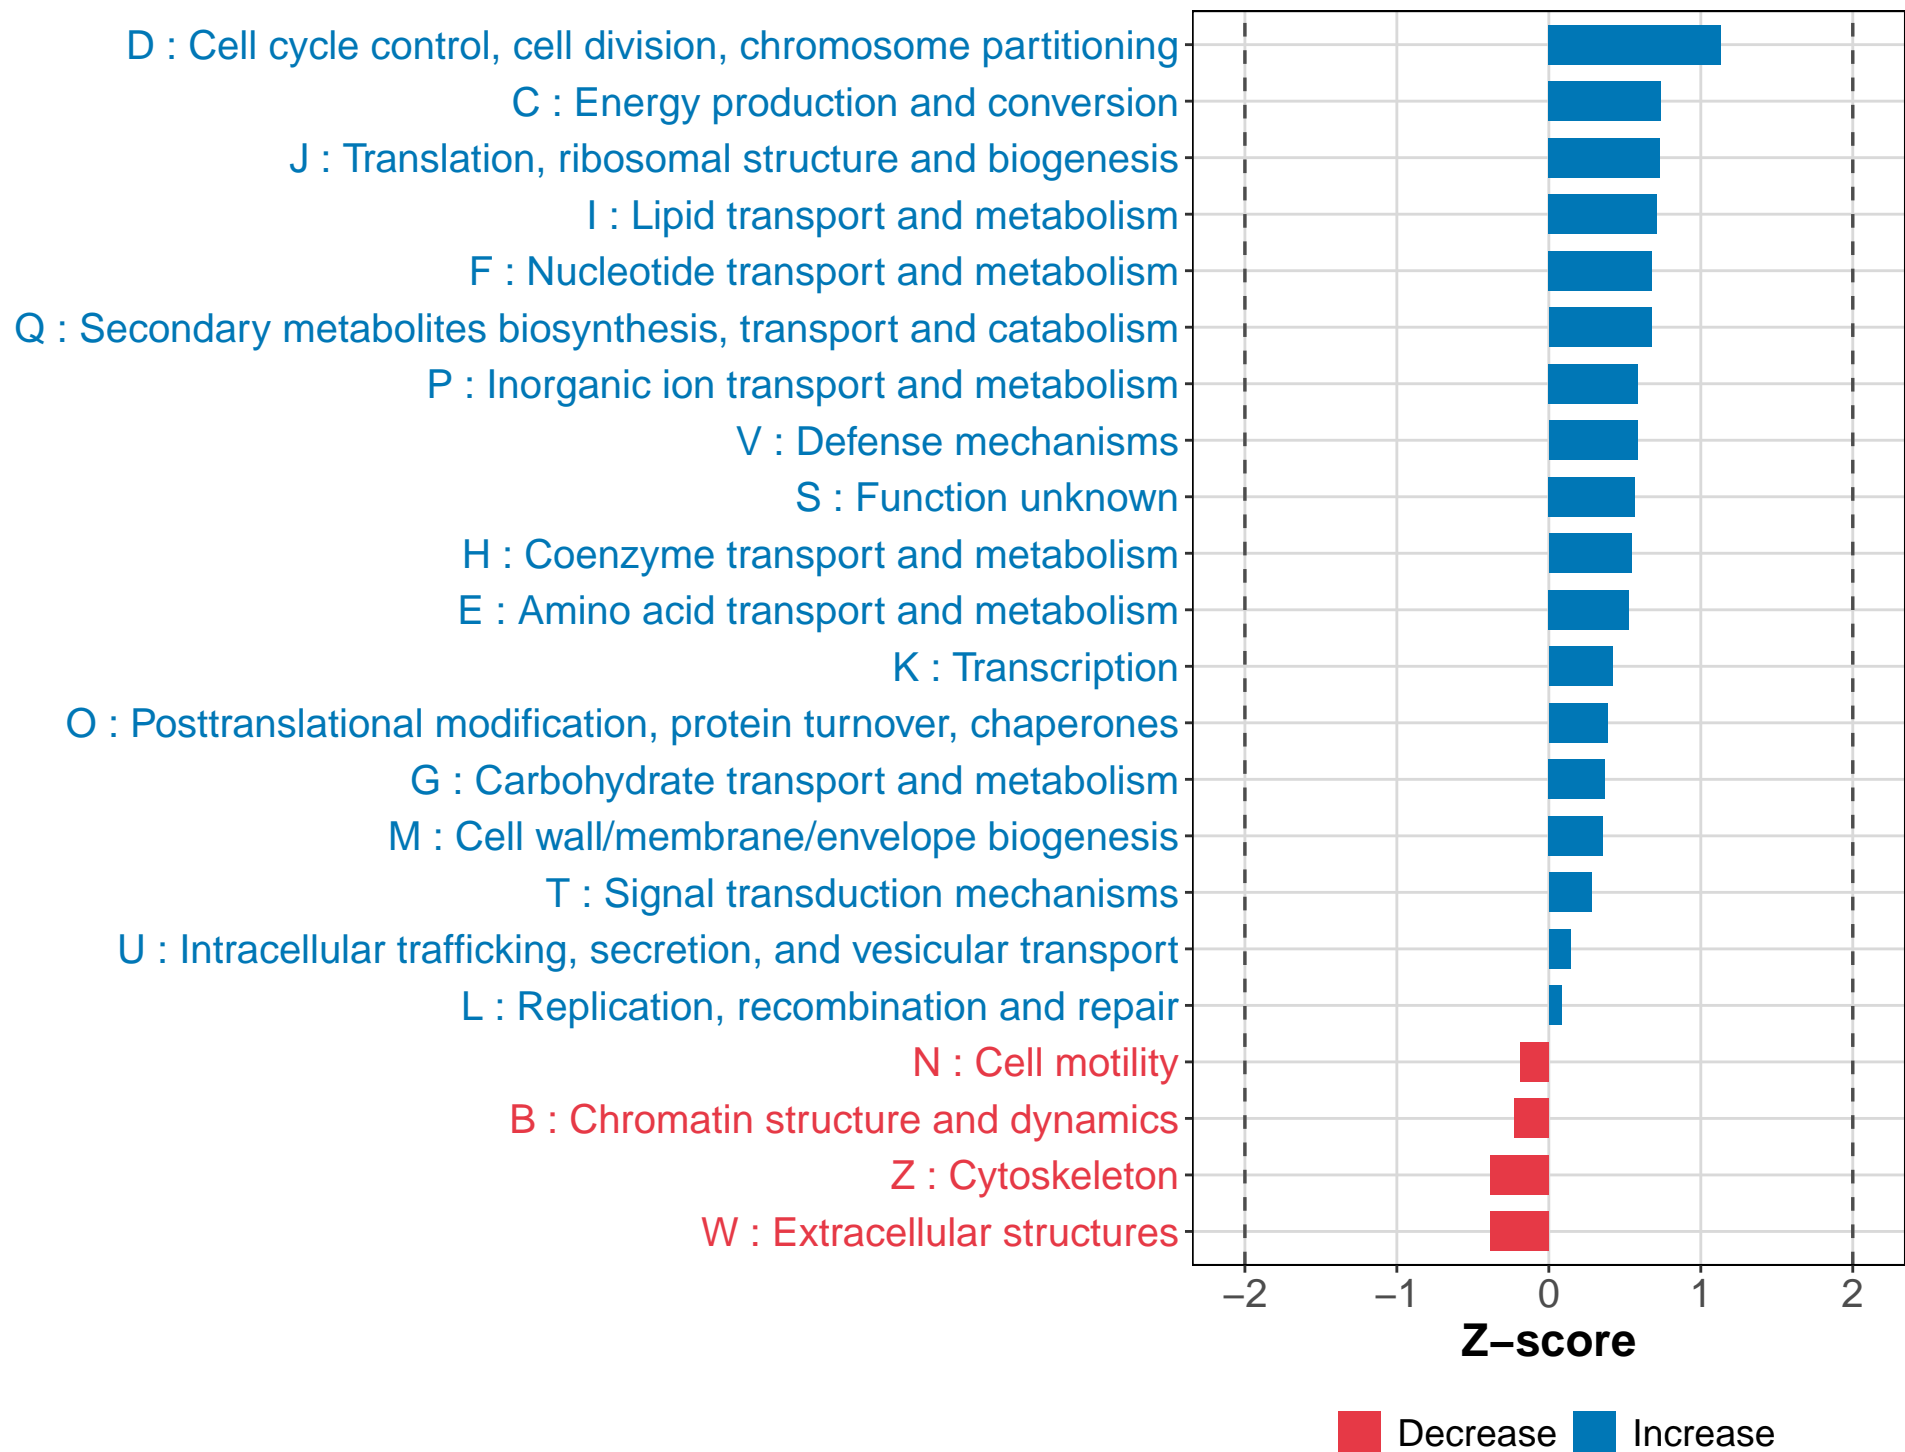 D : Cell cycle control, cell division, chromosome partitioning
C : Energy production and conversion
J : Translation, ribosomal structure and biogenesis
I : Lipid transport and metabolism
F : Nucleotide transport and metabolism
Q : Secondary metabolites biosynthesis, transport and catabolism
P : Inorganic ion transport and metabolism
V : Defense mechanisms
S : Function unknown
H : Coenzyme transport and metabolism
E : Amino acid transport and metabolism
K : Transcription
O : Posttranslational modification, protein turnover, chaperones
G : Carbohydrate transport and metabolism
M : Cell wall/membrane/envelope biogenesis
T : Signal transduction mechanisms
U : Intracellular trafficking, secretion, and vesicular transport
L : Replication, recombination and repair
N : Cell motility
B : Chromatin structure and dynamics
Z : Cytoskeleton
W : Extracellular structures
−2 −1 0 1 2
Z−score
Decrease Increase